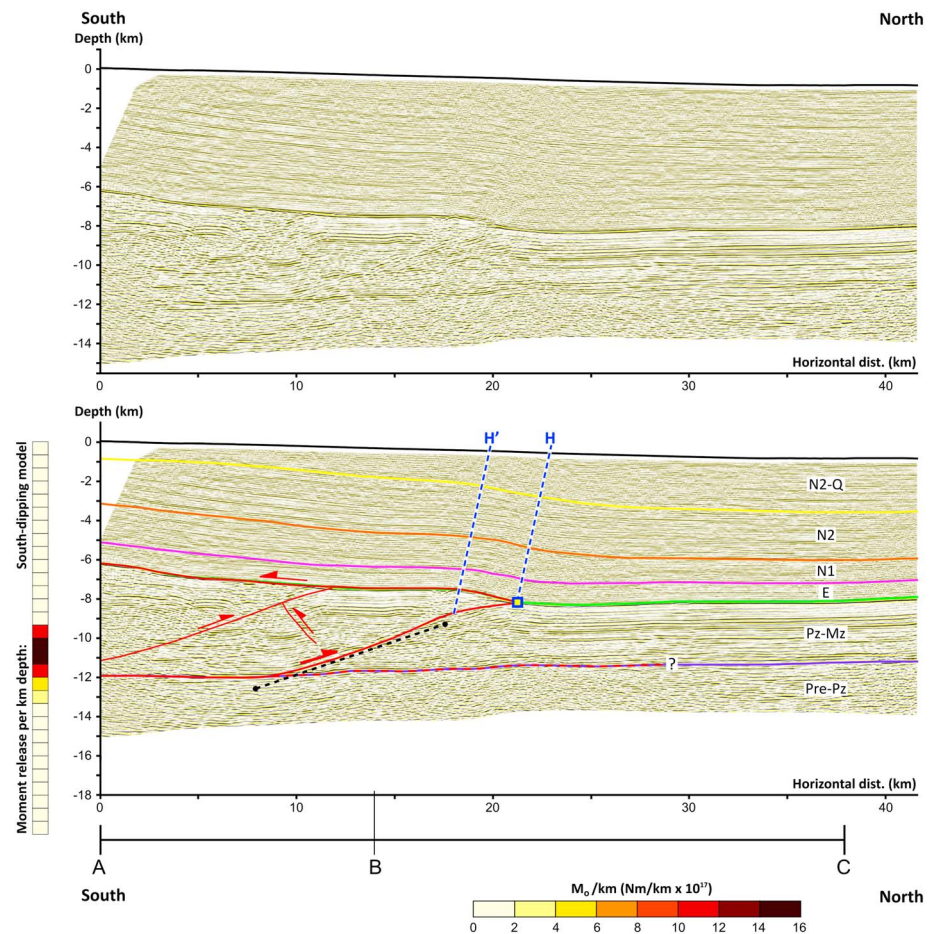 South North
Depth (km)
0
-2
-4
-6
-8
-10
-12
-14
Horizontal dist. (km)
0 10 20 30 40
Depth (km)
H' H
0
-2
-4
-6
-8
-10
-12
-14
-16
-18
N2-Q
N2
N1
E
Pz-Mz
?
Pre-Pz
South-dipping model
Moment release per km depth:
Horizontal dist. (km)
0 10 20 30 40
A B C
South North
Mo /km (Nm/km x 10¹⁷)
0 2 4 6 8 10 12 14 16